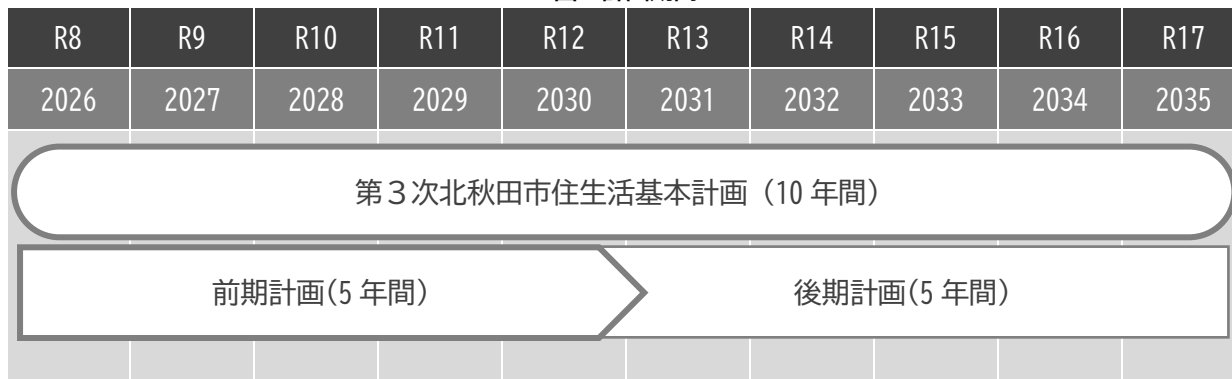 R8 R9 R10 R11 R12 R13 R14 R15 R16 R17
2026 2027 2028 2029 2030 2031 2032 2033 2034 2035
第3次北秋田市住生活基本計画（10年間）
前期計画(5年間) 後期計画(5年間)